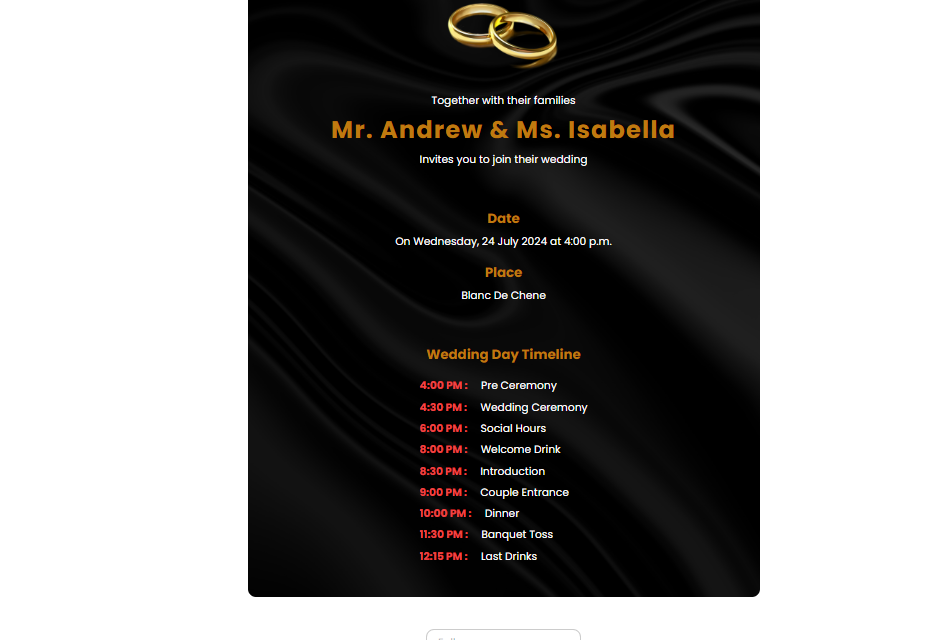 Together with their families
Mr. Andrew & Ms. Isabella
Invites you to join their wedding
Date
On Wednesday, 24 July 2024 at 4:00 p.m.
Place
Blanc De Chene
Wedding Day Timeline
4:00 PM : Pre Ceremony
4:30 PM : Wedding Ceremony
6:00 PM : Social Hours
8:00 PM : Welcome Drink
8:30 PM : Introduction
9:00 PM : Couple Entrance
10:00 PM : Dinner
11:30 PM : Banquet Toss
12:15 PM : Last Drinks